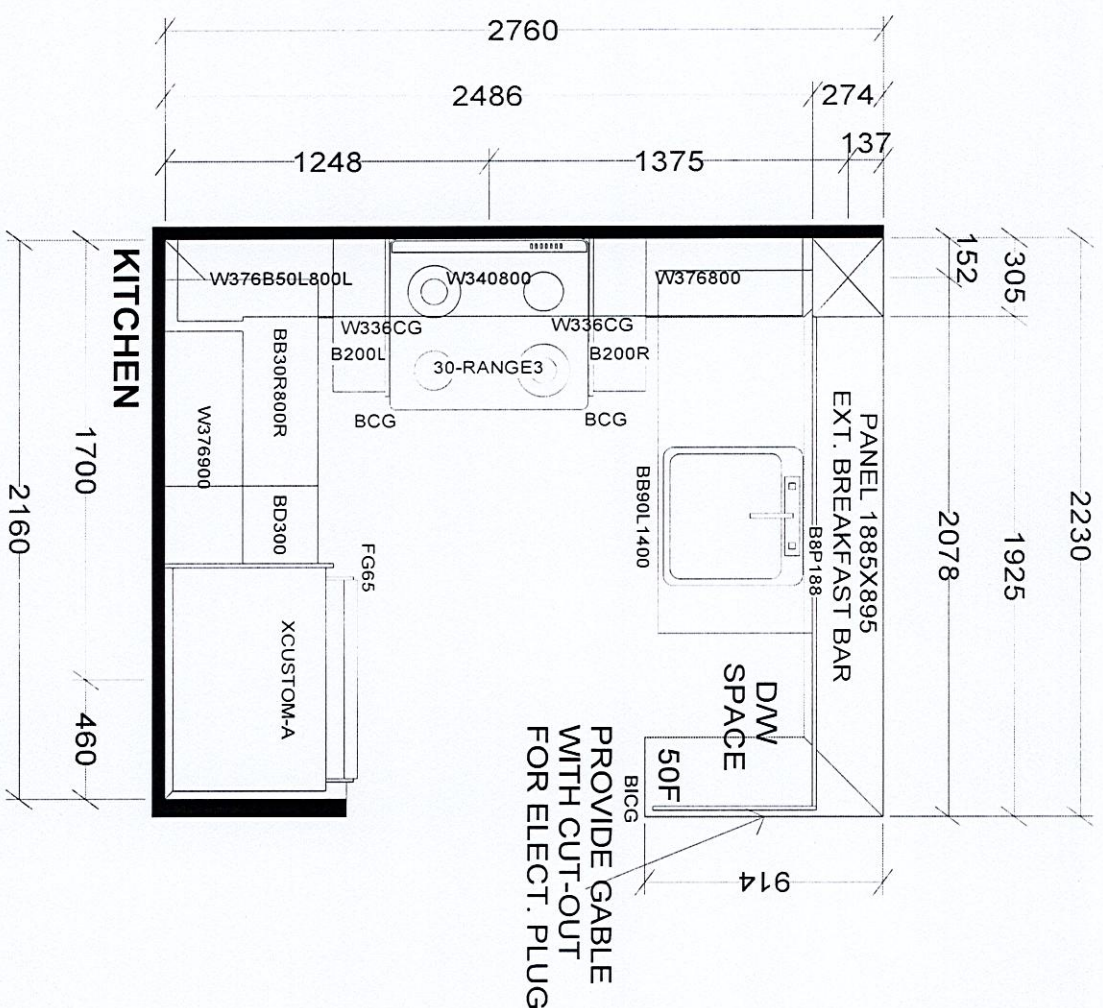 2760
2486
274
1248
1375
137
KITCHEN
W376B50L800L
W340800
W376800
W336CG
W336CG
B200L
B200R
30-RANGE3
BCG
BCG
BB30R800R
W376900
BD300
FG65
XCUSTOM-A
BB90L1400
B8P188
PANEL 1885X895
EXT. BREAKFAST BAR
D/W
SPACE
50F
BICG
PROVIDE GABLE
WITH CUT-OUT
FOR ELECT. PLUG
152
305
2078
1925
2230
914
1700
460
2160